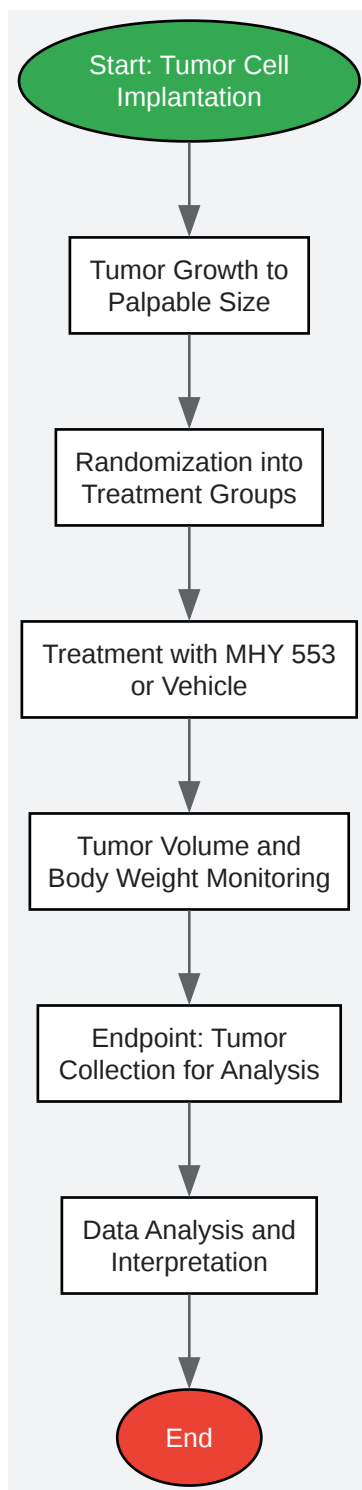 Start: Tumor Cell
Implantation
Tumor Growth to
Palpable Size
Randomization into
Treatment Groups
Treatment with MHY 553
or Vehicle
Tumor Volume and
Body Weight Monitoring
Endpoint: Tumor
Collection for Analysis
Data Analysis and
Interpretation
End